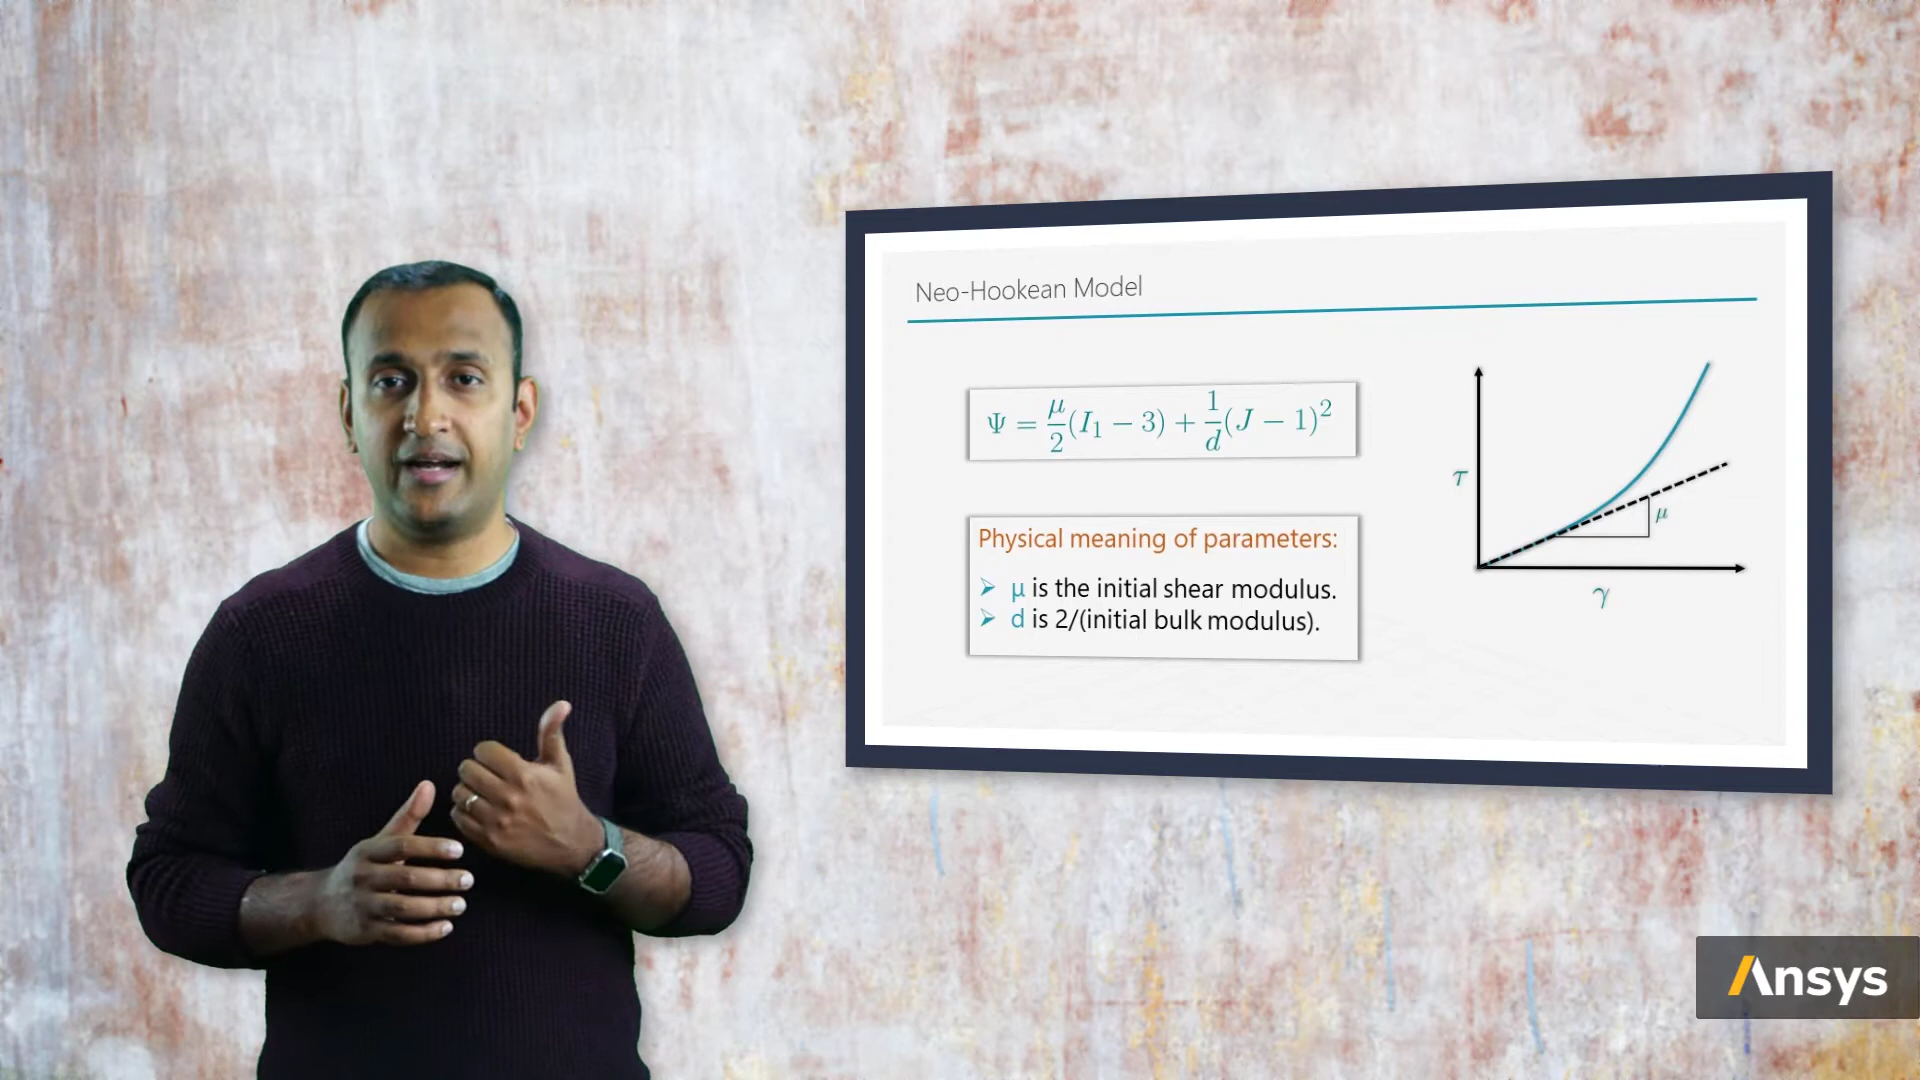 Neo-Hookean Model
Ψ = μ/2 (I₁ − 3) + 1/d (J − 1)²
Physical meaning of parameters:
➢ μ is the initial shear modulus.
➢ d is 2/(initial bulk modulus).
τ
μ
γ
Ansys